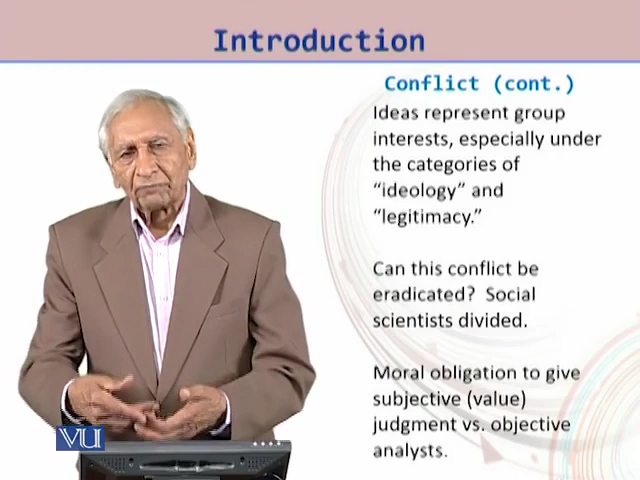 Introduction
Conflict (cont.)
Ideas represent group
interests, especially under
the categories of
“ideology” and
“legitimacy.”
Can this conflict be
eradicated?  Social
scientists divided.
Moral obligation to give
subjective (value)
judgment vs. objective
analysts.
VU